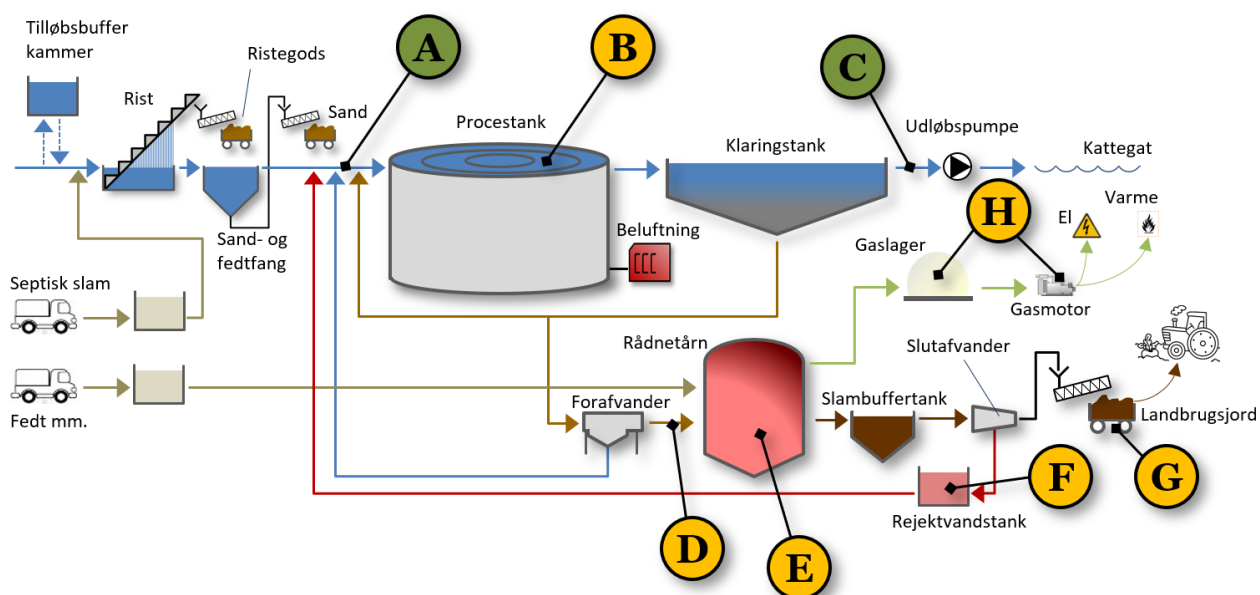 Tilløbsbuffer
kammer
Ristegods
Rist
Sand
A
B
C
Procestank
Klaringstank
Udløbspumpe
Kattegat
Sand- og
fedtfang
Beluftning
H
El
Varme
Gaslager
Gasmotor
Septisk slam
Fedt mm.
Rådnetårn
Forafvander
Slutafvander
Slambuffertank
Landbrugsjord
Rejektvandstank
D
E
F
G